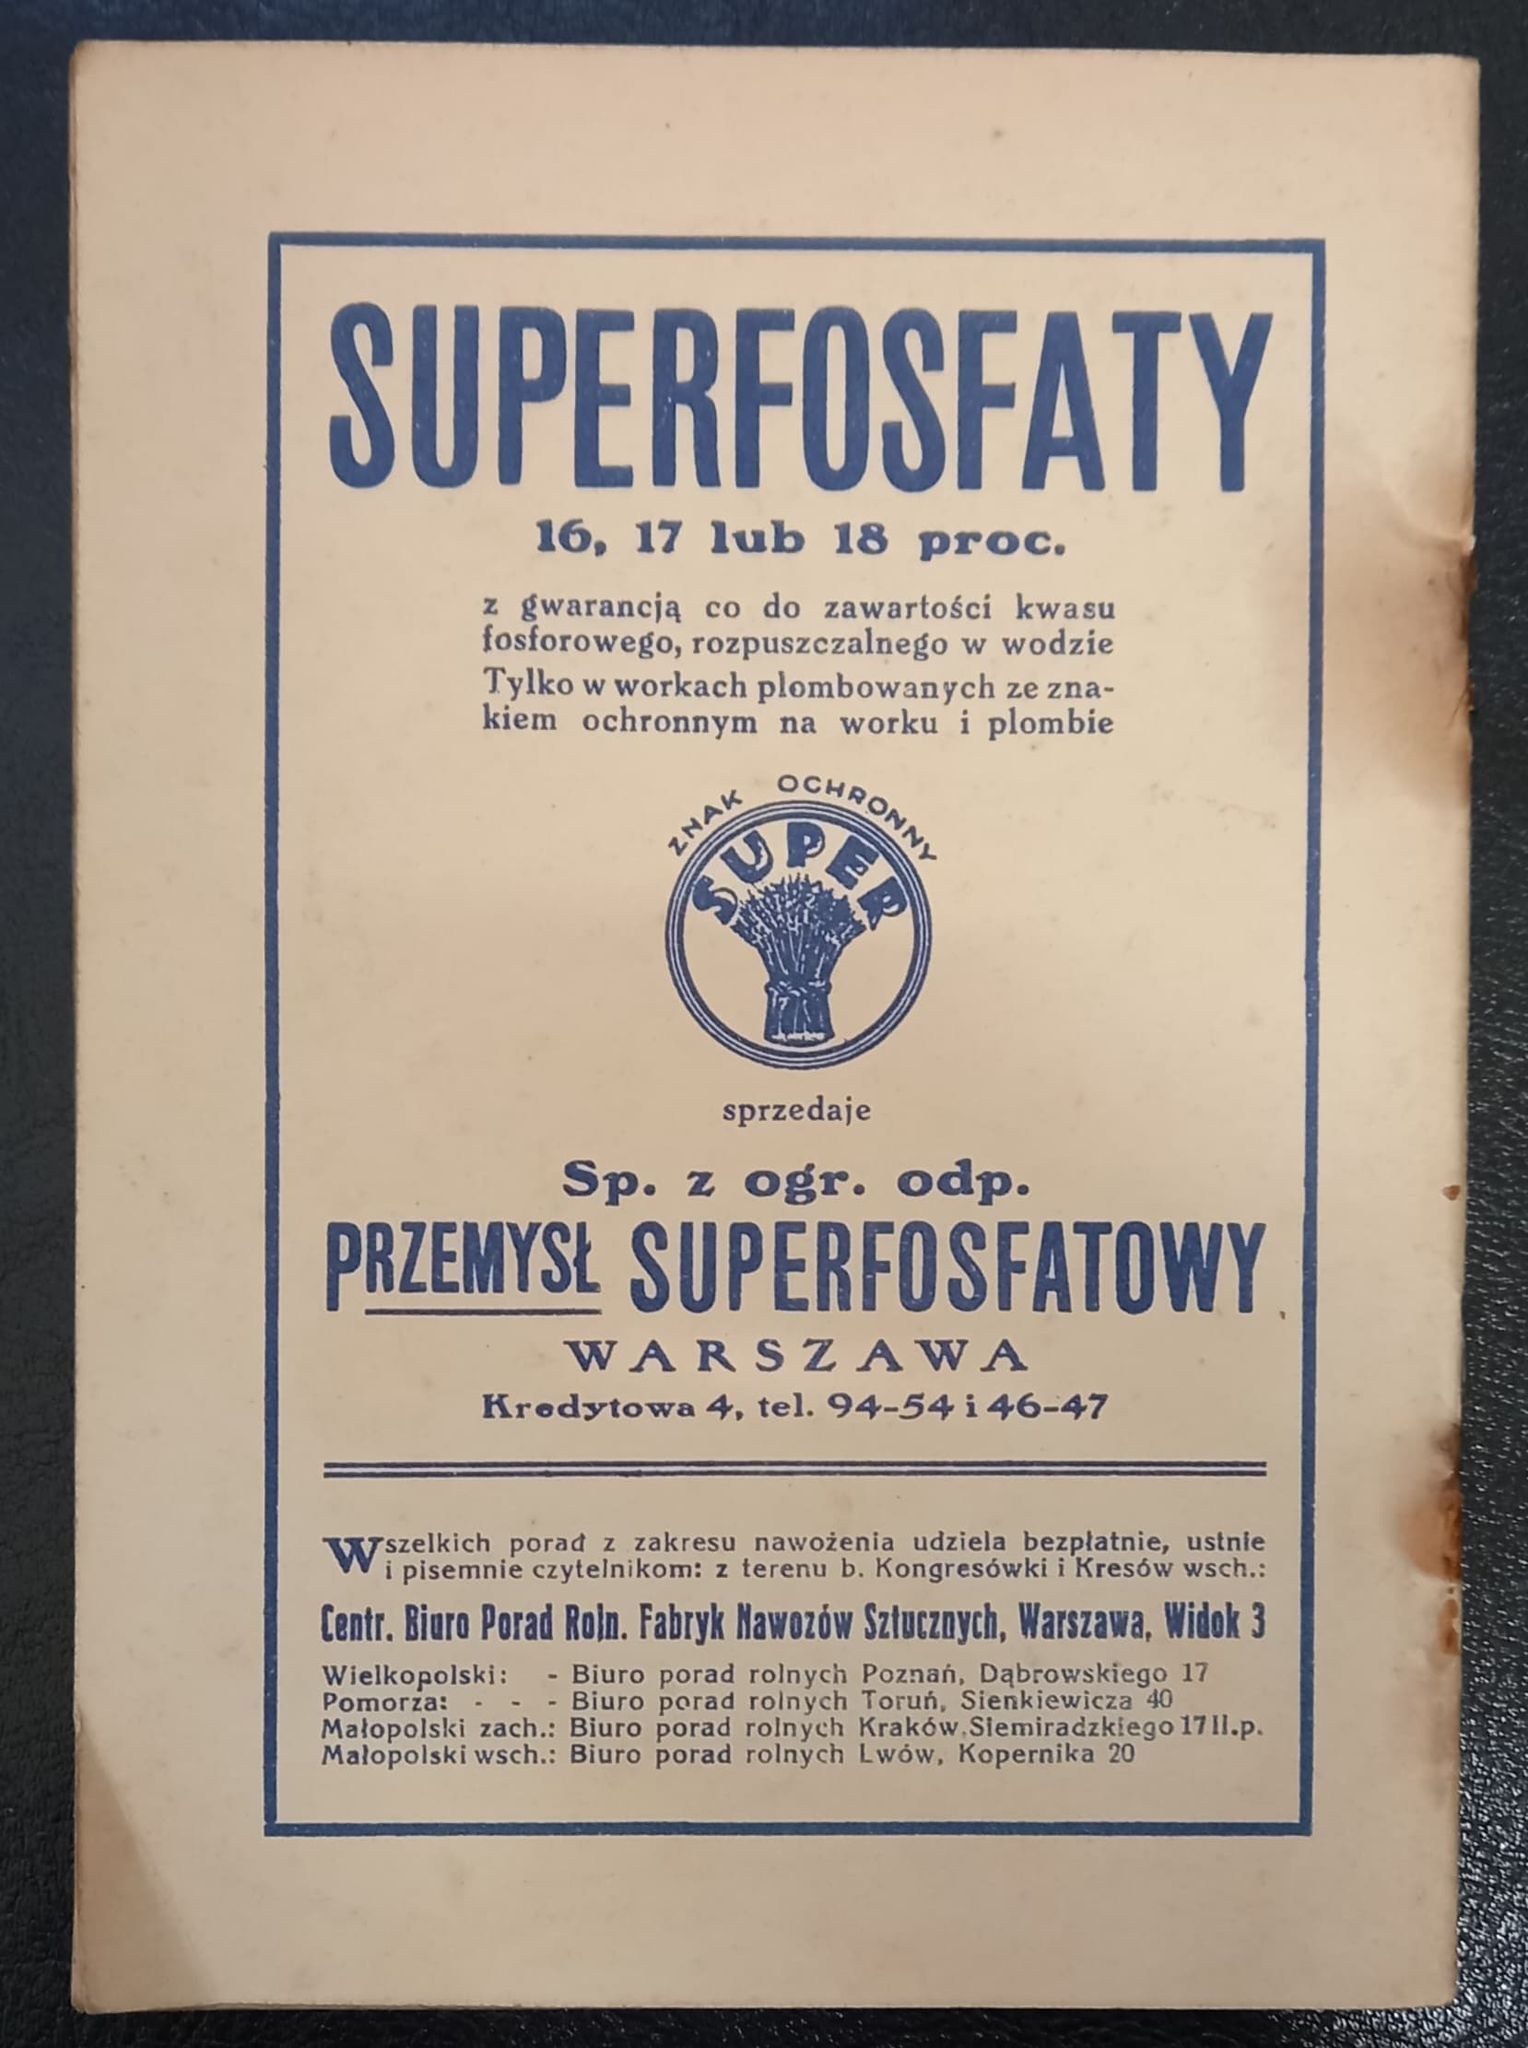 SUPERFOSFATY
16, 17 lub 18 proc.
z gwarancją co do zawartości kwasu
fosforowego, rozpuszczalnego w wodzie
Tylko w workach plombowanych ze zna-
kiem ochronnym na worku i plombie
ZNAK OCHRONNY
SUPER
sprzedaje
Sp. z ogr. odp.
PRZEMYSŁ SUPERFOSFATOWY
WARSZAWA
Kredytowa 4, tel. 94-54 i 46-47
Wszelkich porad z zakresu nawożenia udziela bezpłatnie, ustnie
i pisemnie czytelnikom: z terenu b. Kongresówki i Kresów wsch.:
Centr. Biuro Porad Roln. Fabryk Nawozów Sztucznych, Warszawa, Widok 3
Wielkopolski: - Biuro porad rolnych Poznań, Dąbrowskiego 17
Pomorza: - - - Biuro porad rolnych Toruń, Sienkiewicza 40
Małopolski zach.: Biuro porad rolnych Kraków, Siemiradzkiego 17 II.p.
Małopolski wsch.: Biuro porad rolnych Lwów, Kopernika 20